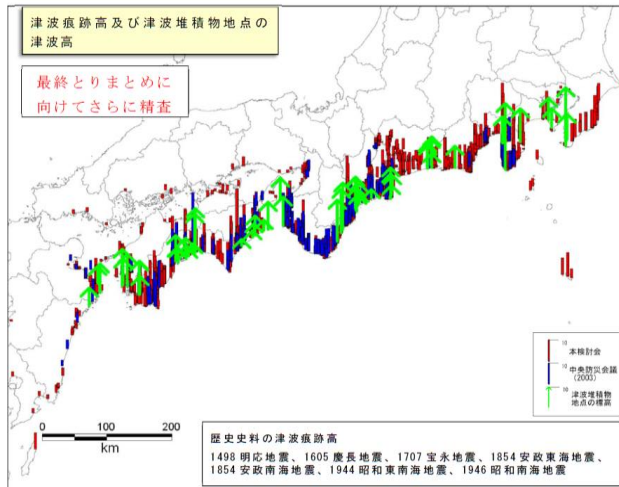 津波痕跡高及び津波堆積物地点の
津波高
最終とりまとめに
向けてさらに精査
10
本検討会
10
中央防災会議
(2003)
津波堆積物
地点の標高
0 50 100 200
km
歴史史料の津波痕跡高
1498 明応地震、1605 慶長地震、1707 宝永地震、1854 安政東海地震、
1854 安政南海地震、1944 昭和東南海地震、1946 昭和南海地震